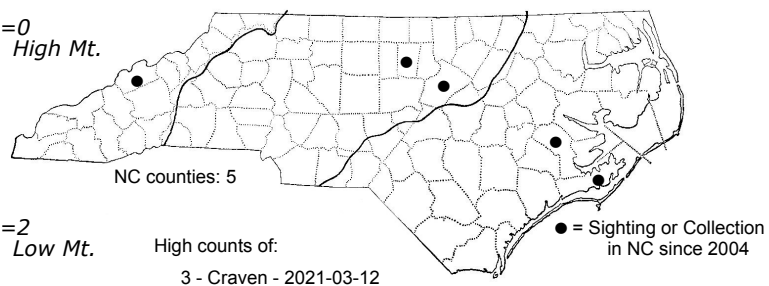 =0
High Mt.
NC counties: 5
=2
Low Mt.
High counts of:
3 - Craven - 2021-03-12
● = Sighting or Collection
in NC since 2004